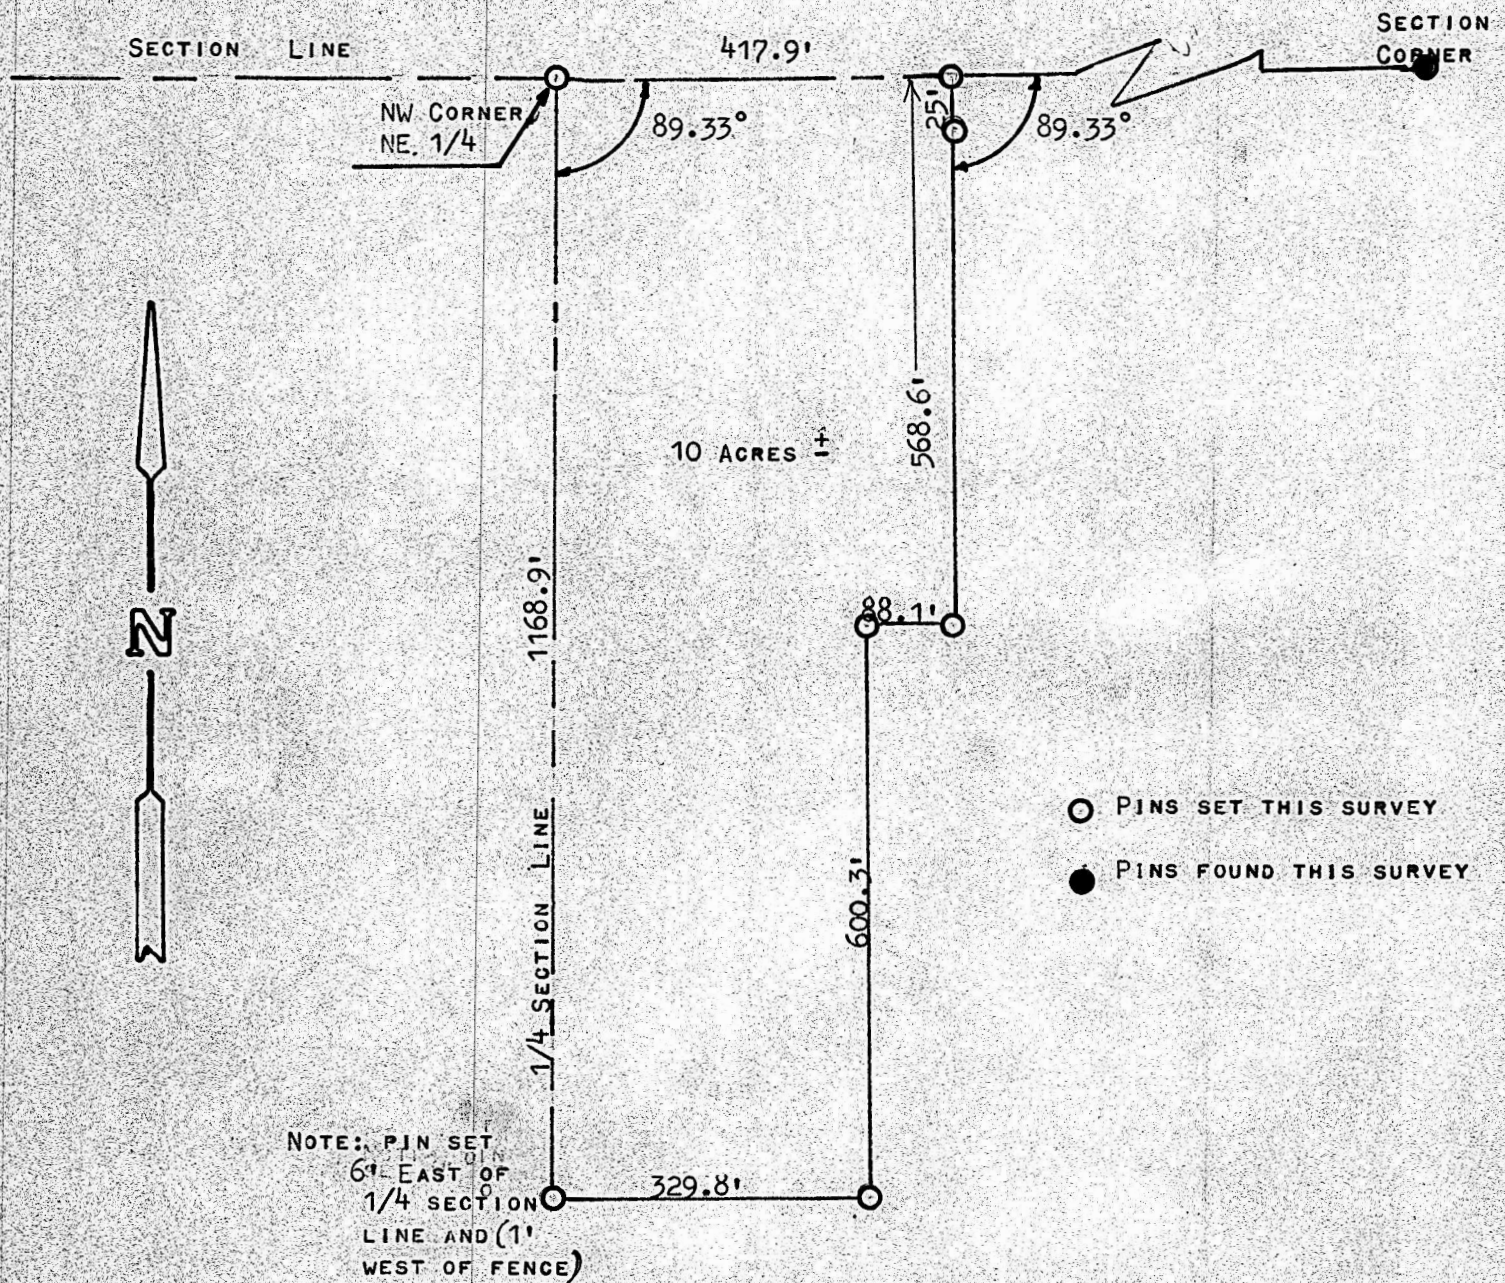 SECTION LINE
417.9'
SECTION
CORNER
NW CORNER
NE. 1/4
89.33°
25'
89.33°
568.6'
10 ACRES ±
1168.9'
88.1'
N
PINS SET THIS SURVEY
PINS FOUND THIS SURVEY
600.3'
1/4 SECTION LINE
NOTE: PIN SET
6' EAST OF
1/4 SECTION
LINE AND (1'
WEST OF FENCE)
329.8'